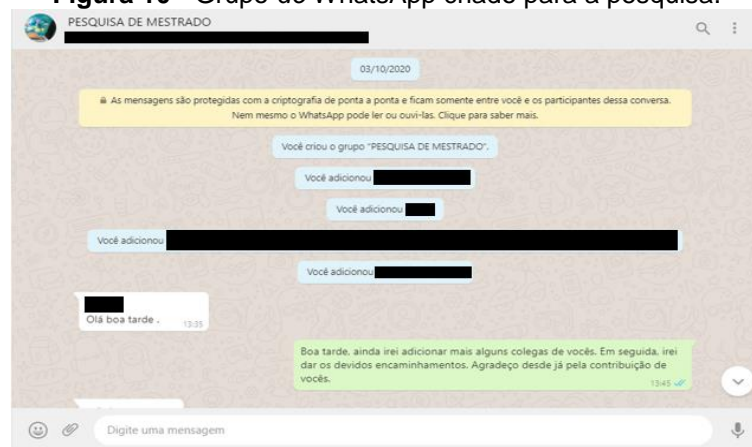 Grupo de WhatsApp criado para a pesquisa.
PESQUISA DE MESTRADO
03/10/2020
As mensagens são protegidas com a criptografia de ponta a ponta e ficam somente entre você e os participantes dessa conversa.
Nem mesmo o WhatsApp pode ler ou ouvi-las. Clique para saber mais.
Você criou o grupo "PESQUISA DE MESTRADO".
Você adicionou
Você adicionou
Você adicionou
Você adicionou
Olá boa tarde .
13:35
Boa tarde, ainda irei adicionar mais alguns colegas de vocês. Em seguida, irei
dar os devidos encaminhamentos. Agradeço desde já pela contribuição de
vocês.
13:45
Digite uma mensagem